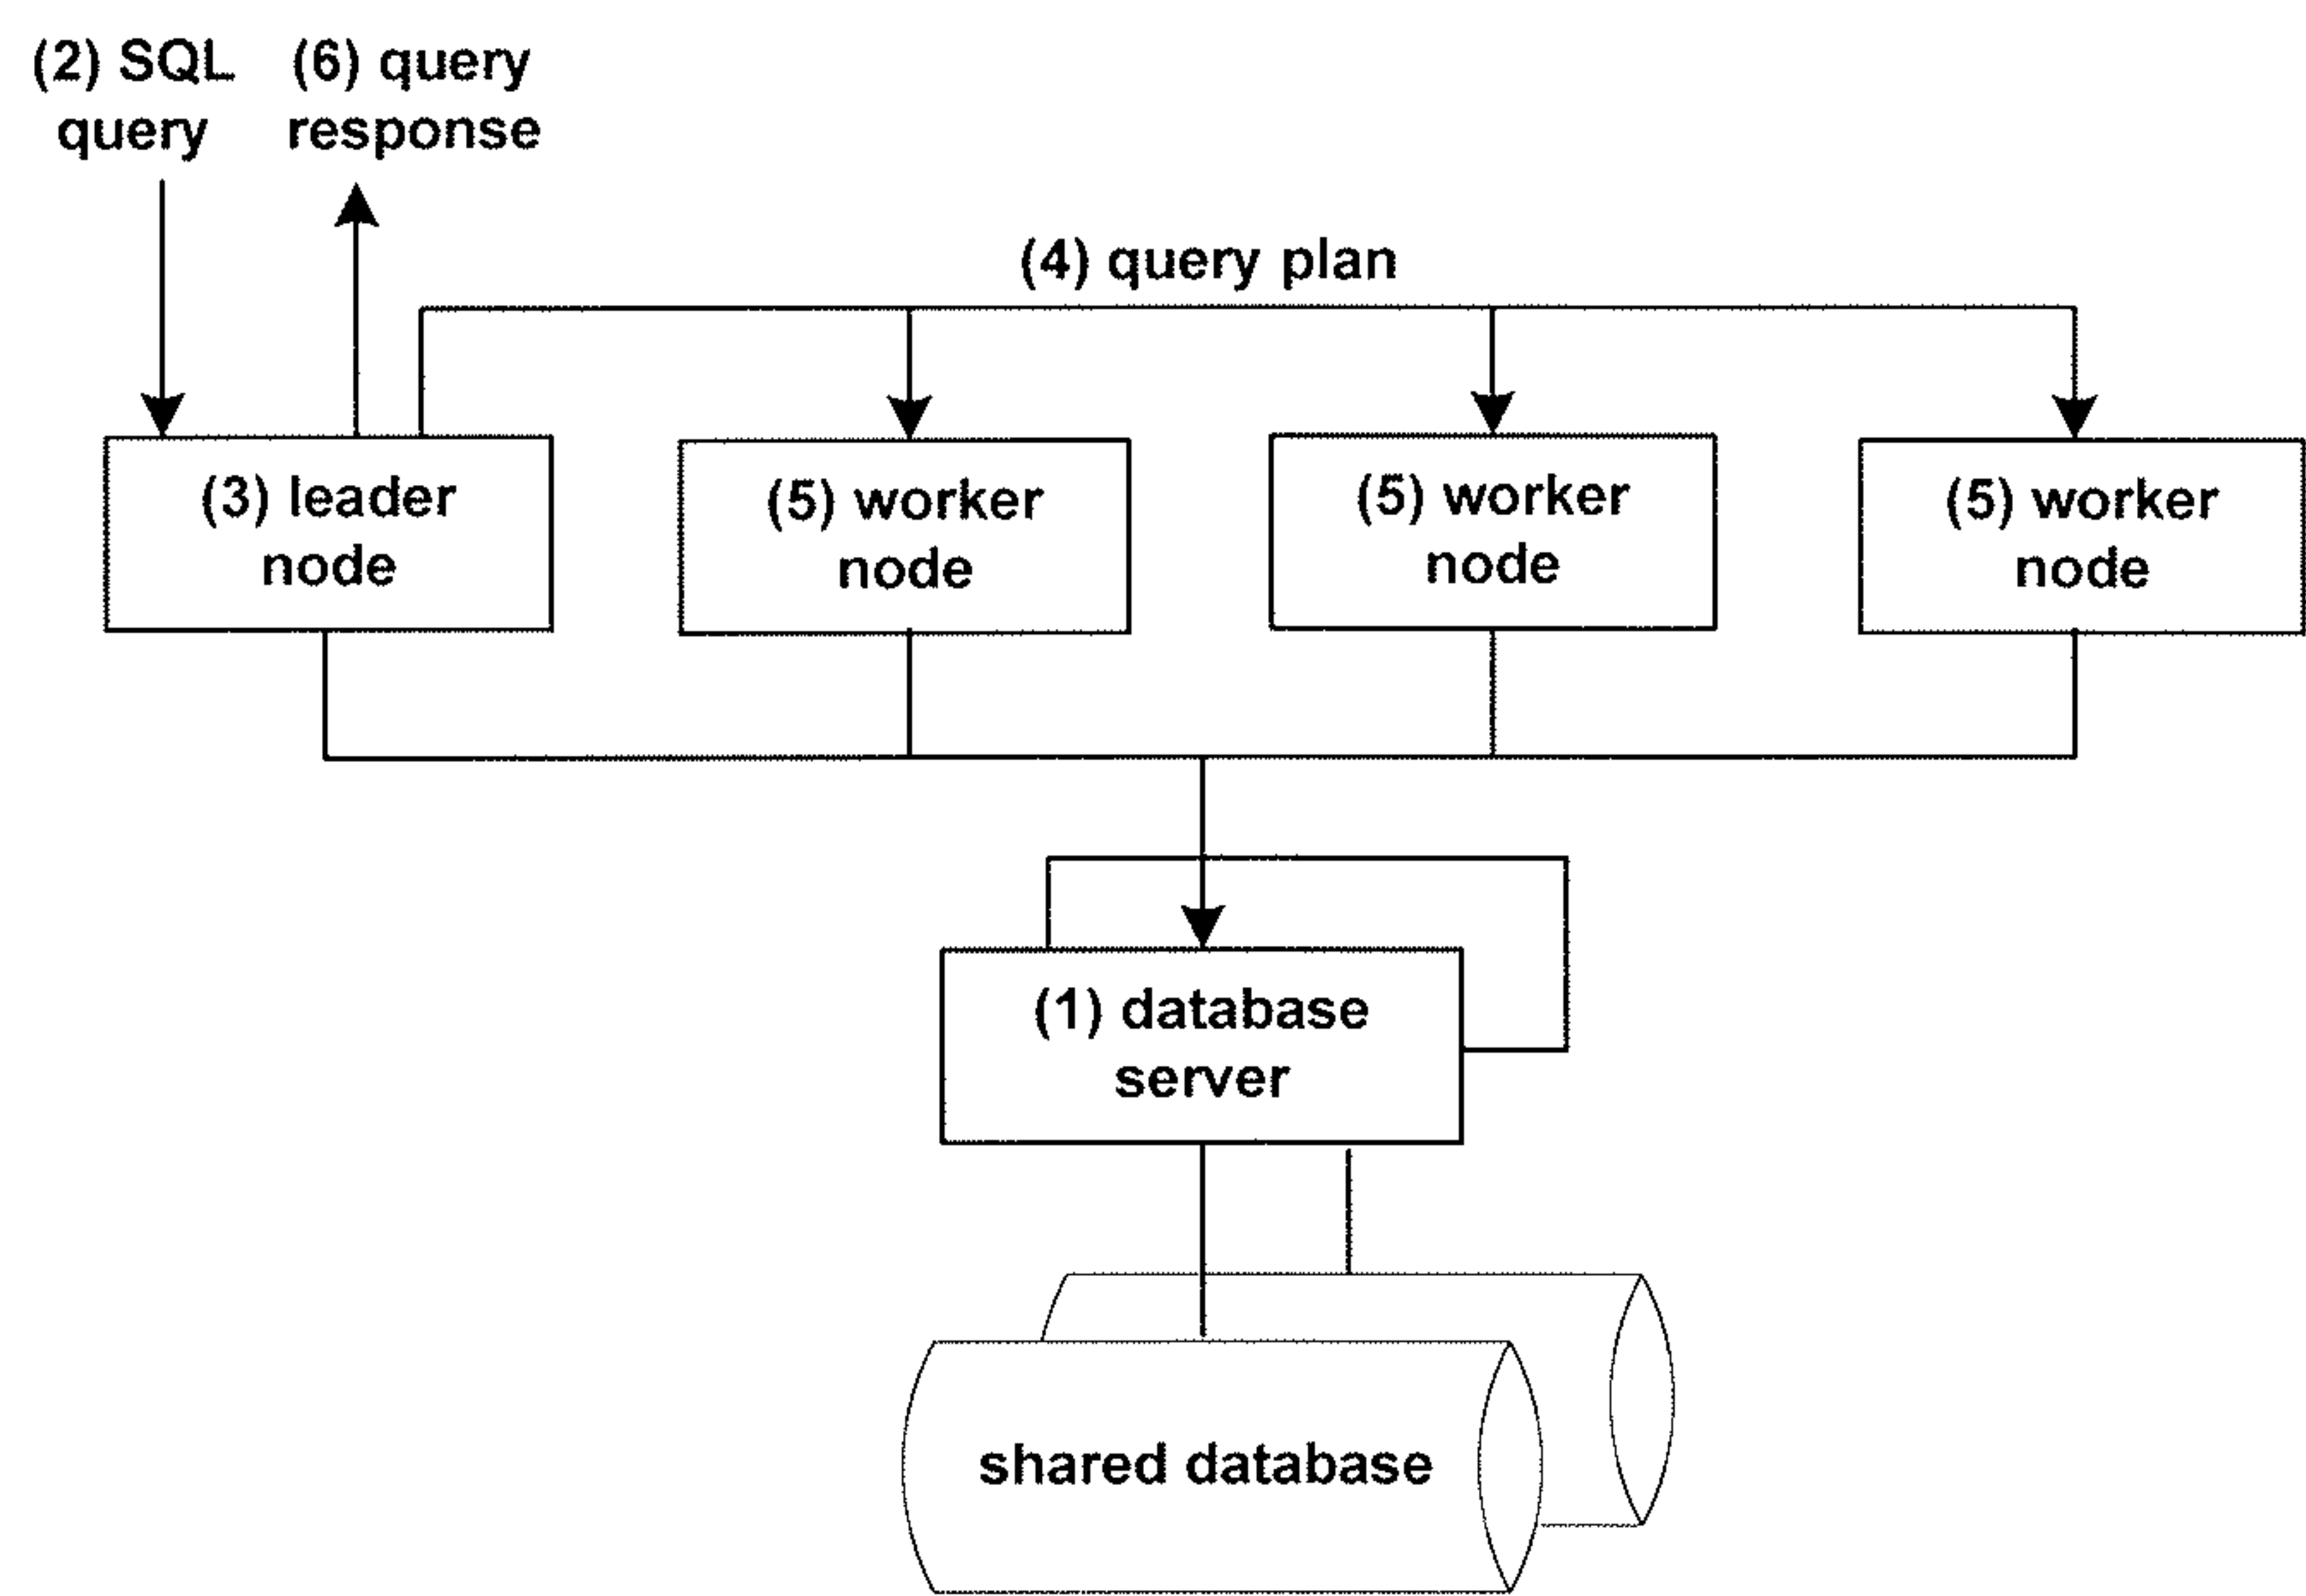 (2) SQL
query
(6) query
response
(4) query plan
(3) leader
node
(5) worker
node
(5) worker
node
(5) worker
node
(1) database
server
shared database